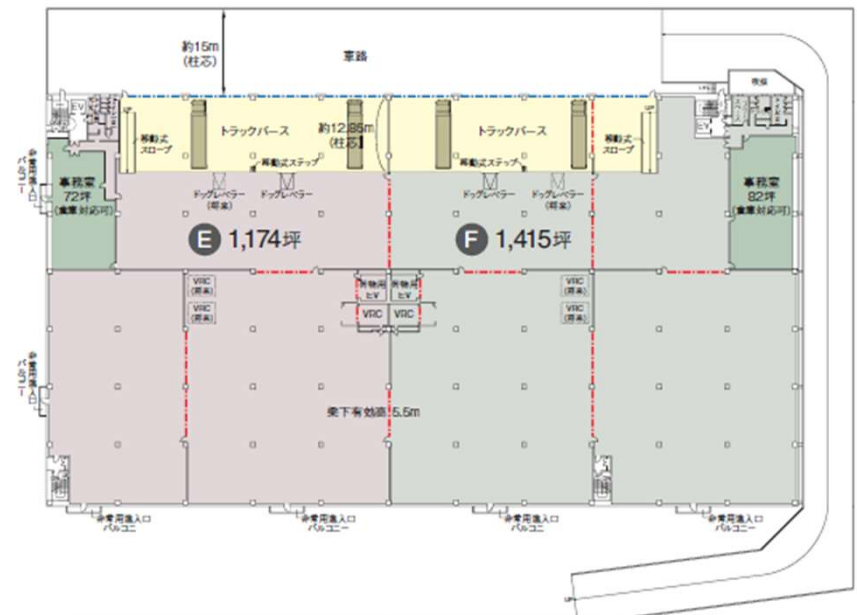 約15m
(柱芯)
車路
喫煙
EV
UP
移動式
スロープ
トラックバース
約12.85m
(柱芯)
移動式ステップ
ドックレベラー
ドックレベラー
(将来)
トラックバース
移動式ステップ
ドックレベラー
ドックレベラー
(将来)
UP
移動式
スロープ
EV
非常用進入口
バルコニー
事務室
72坪
(倉庫対応可)
事務室
82坪
(倉庫対応可)
E 1,174坪
F 1,415坪
VRC
(将来)
VRC
(将来)
荷物用
EV
荷物用
EV
VRC
VRC
VRC
(将来)
VRC
(将来)
非常用進入口
バルコニー
梁下有効高 5.5m
非常用進入口
バルコニー
非常用進入口
バルコニー
非常用進入口
バルコニー
非常用進入口
バルコニー
UP